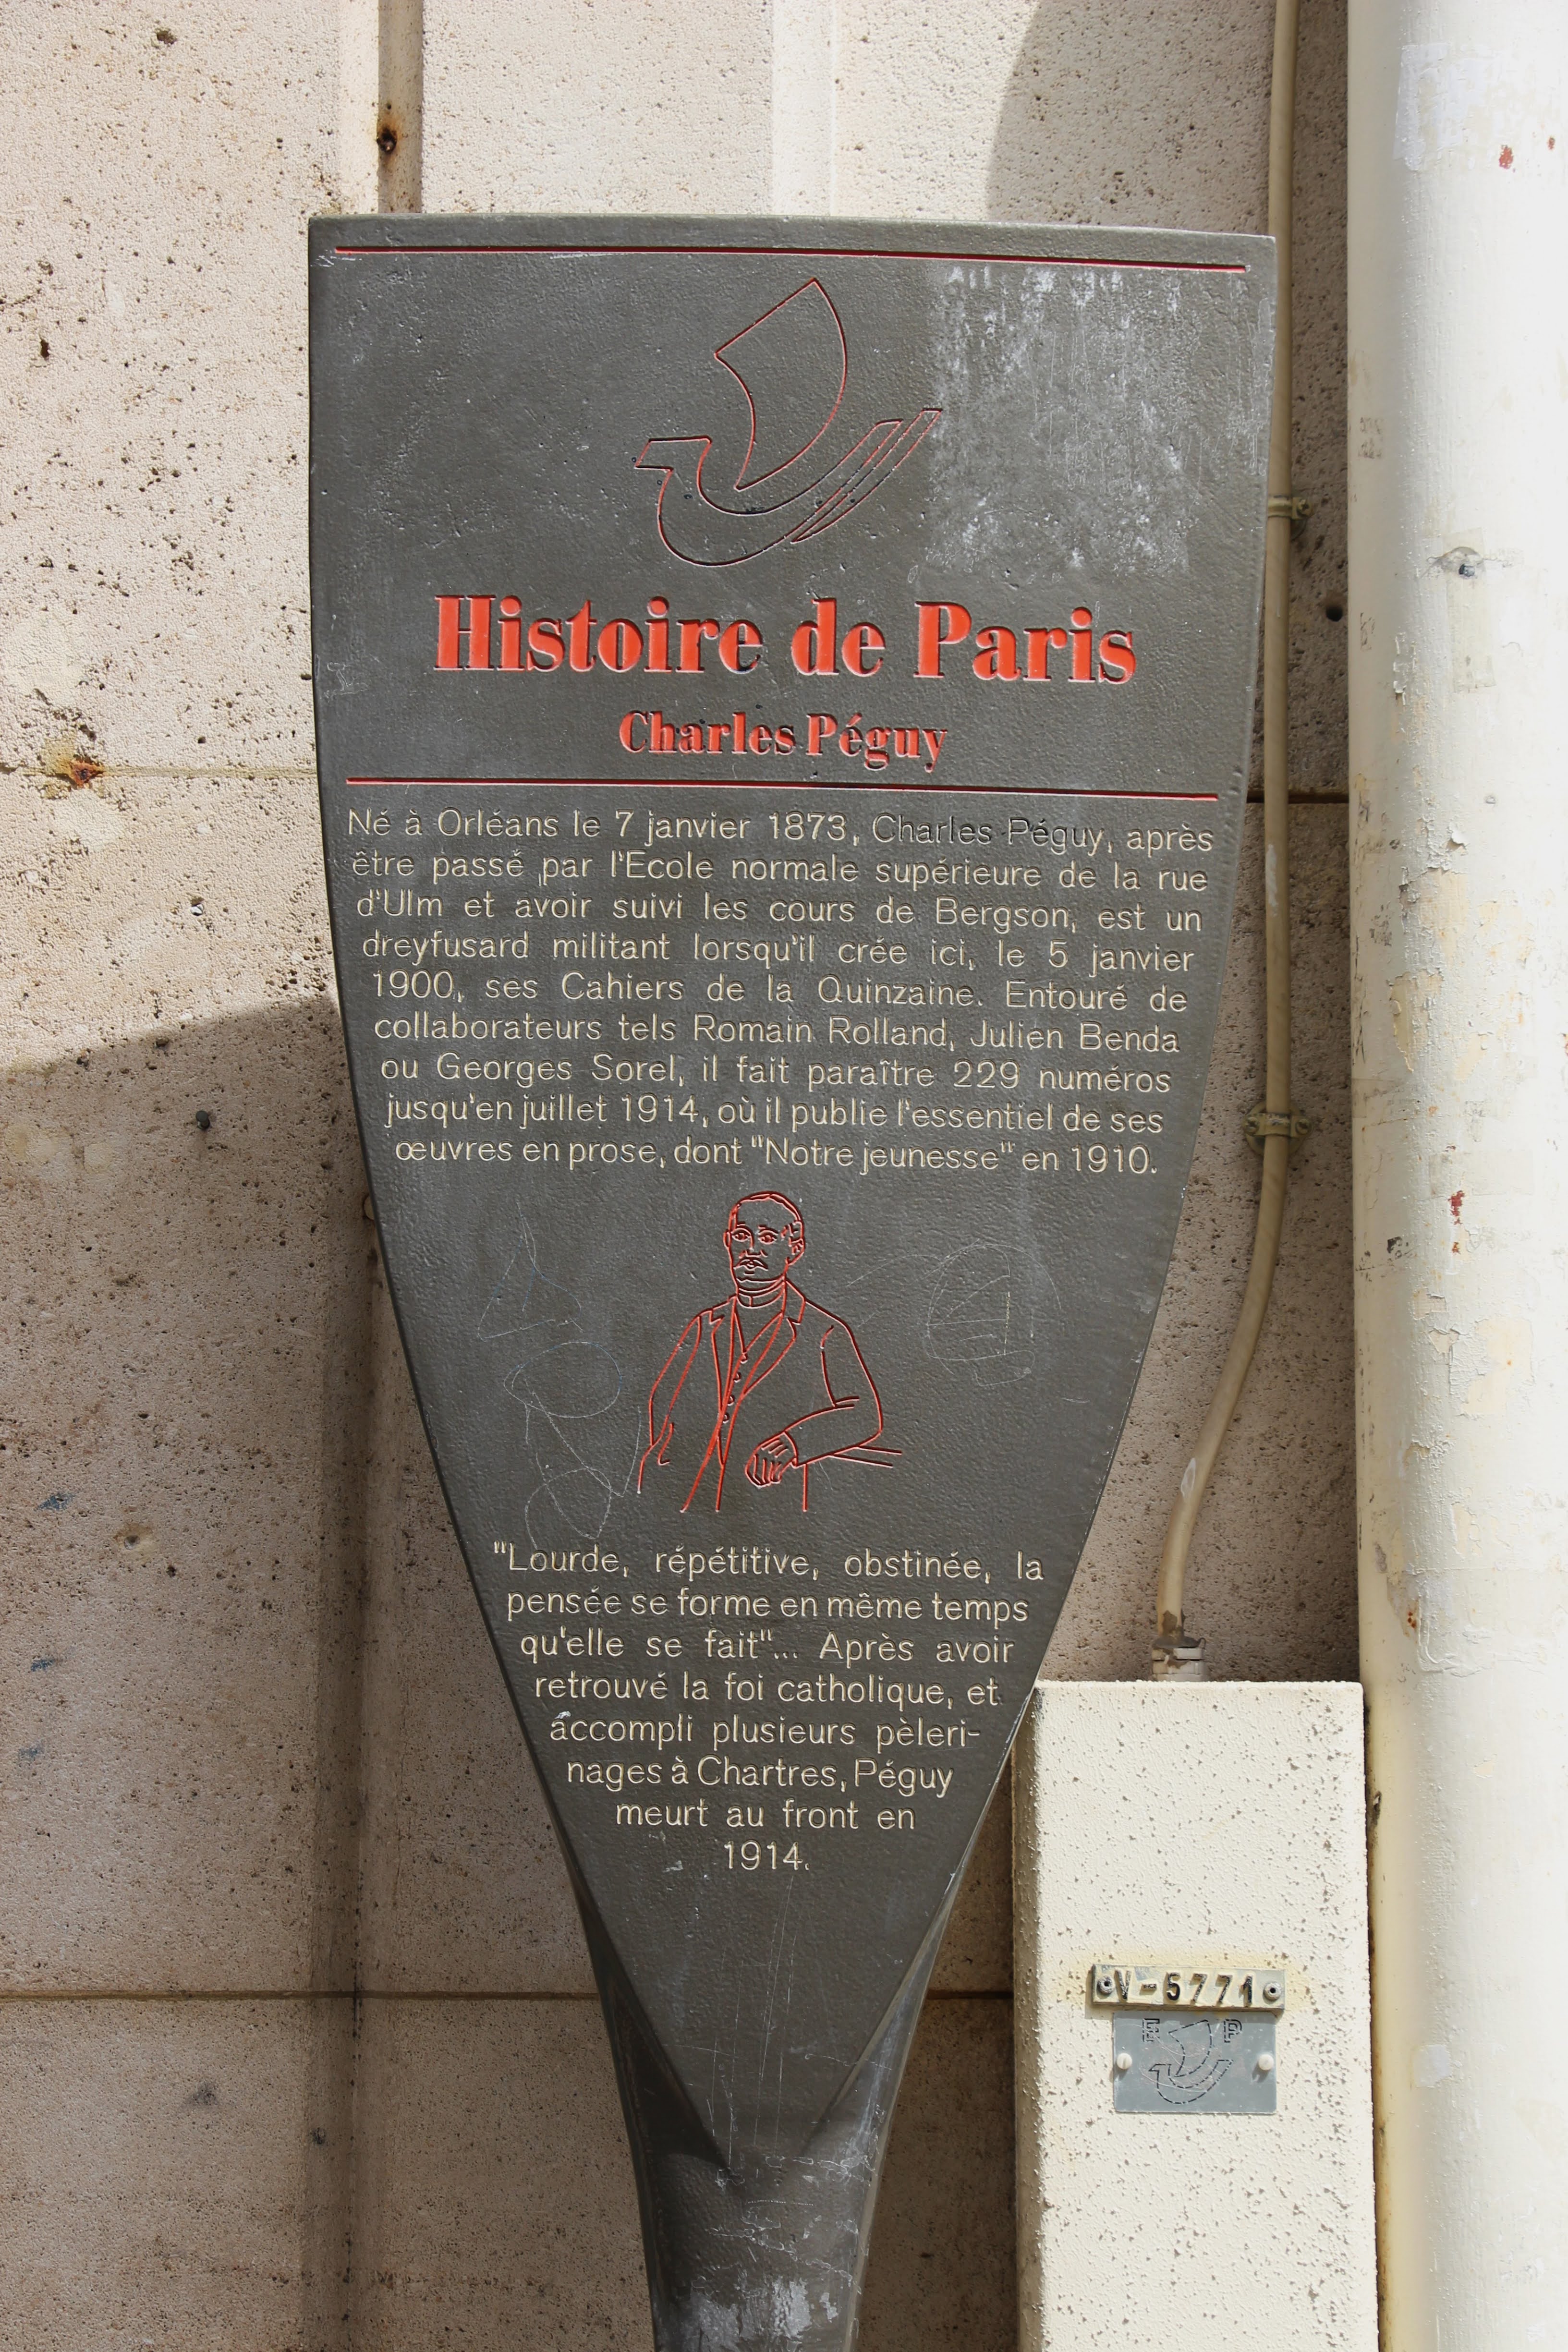 Histoire de Paris
Charles Péguy
Né à Orléans le 7 janvier 1873, Charles Péguy, après
être passé par l'Ecole normale supérieure de la rue
d'Ulm et avoir suivi les cours de Bergson, est un
dreyfusard militant lorsqu'il crée ici, le 5 janvier
1900, ses Cahiers de la Quinzaine. Entouré de
collaborateurs tels Romain Rolland, Julien Benda
ou Georges Sorel, il fait paraître 229 numéros
jusqu'en juillet 1914, où il publie l'essentiel de ses
œuvres en prose, dont "Notre jeunesse" en 1910.
"Lourde, répétitive, obstinée, la
pensée se forme en même temps
qu'elle se fait"... Après avoir
retrouvé la foi catholique, et
accompli plusieurs pèleri-
nages à Chartres, Péguy
meurt au front en
1914.
V-5771